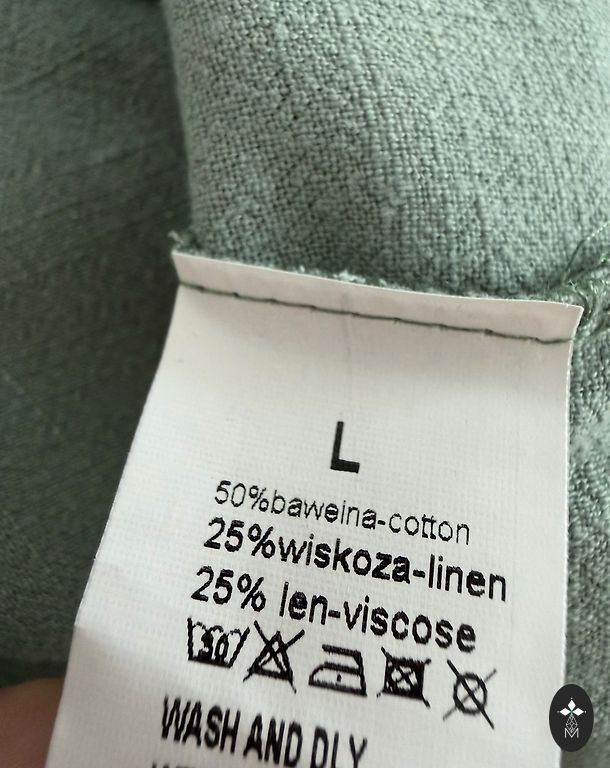 L
50%baweina-cotton
25%wiskoza-linen
25% len-viscose
30
WASH AND DLY
M